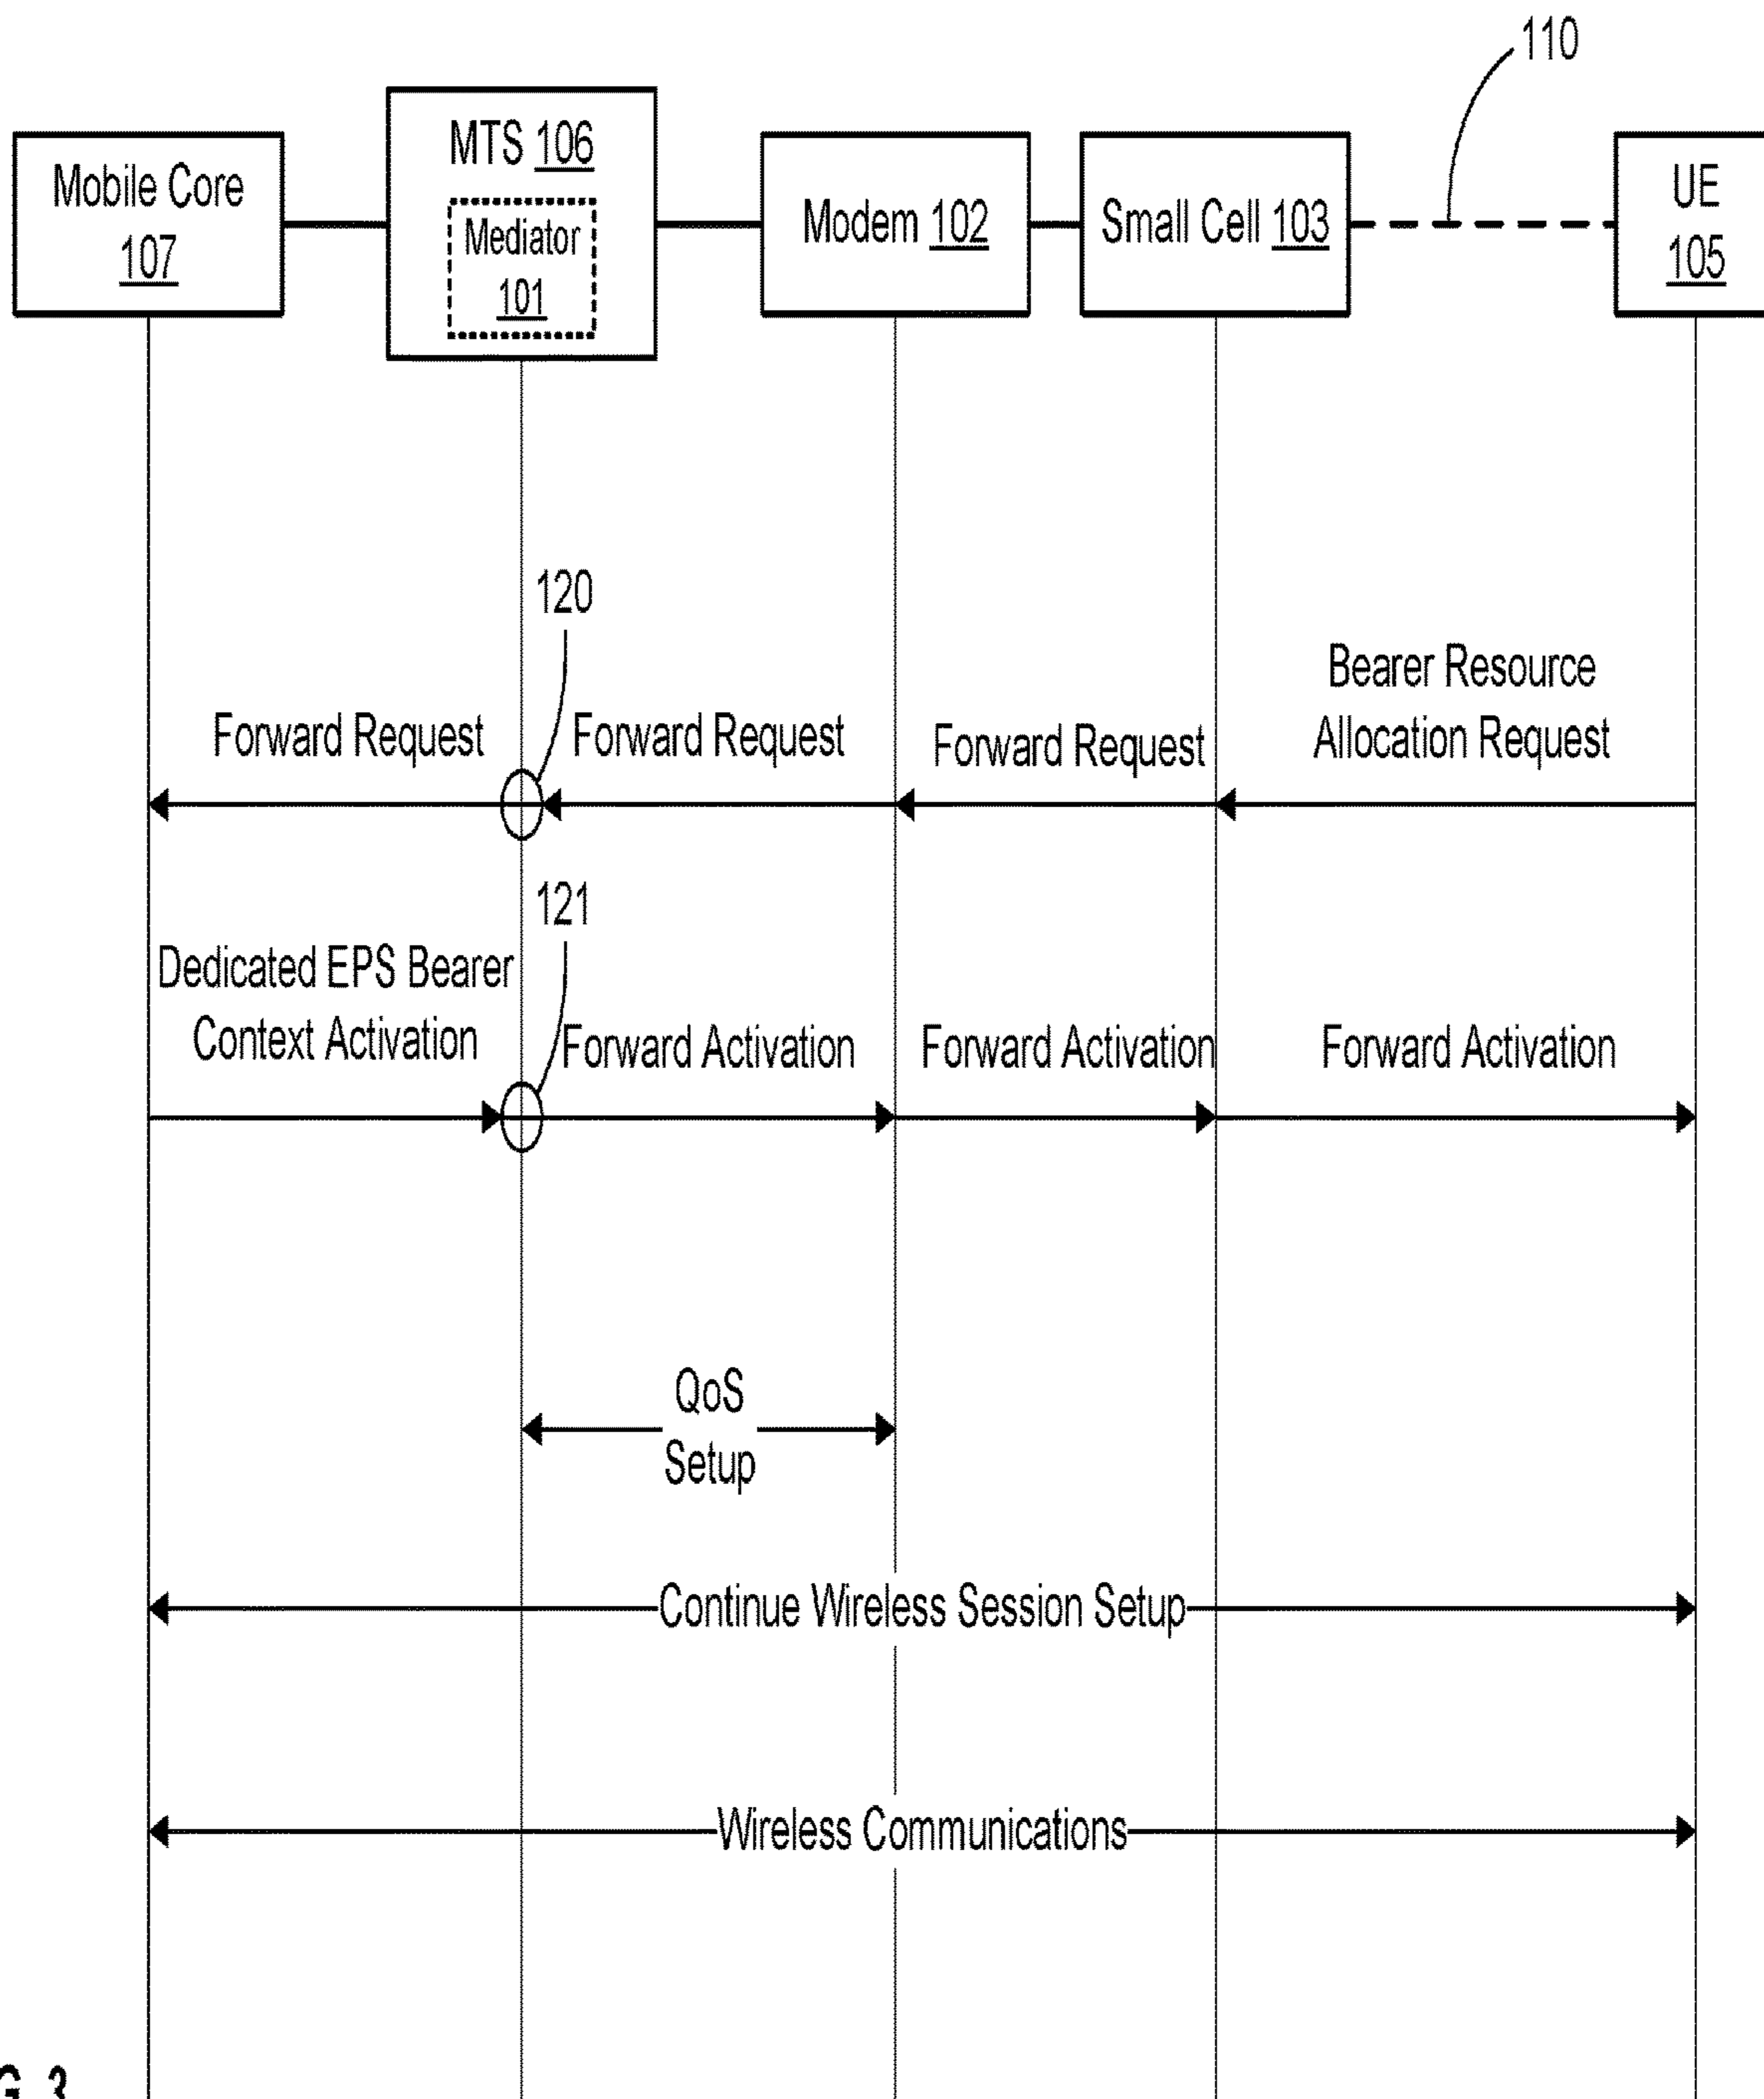 110
Mobile Core
107
MTS 106
Mediator
101
Modem 102
Small Cell 103
UE
105
120
Forward Request
Forward Request
Forward Request
Bearer Resource
Allocation Request
121
Dedicated EPS Bearer
Context Activation
Forward Activation
Forward Activation
Forward Activation
QoS
Setup
Continue Wireless Session Setup
Wireless Communications
G. 3